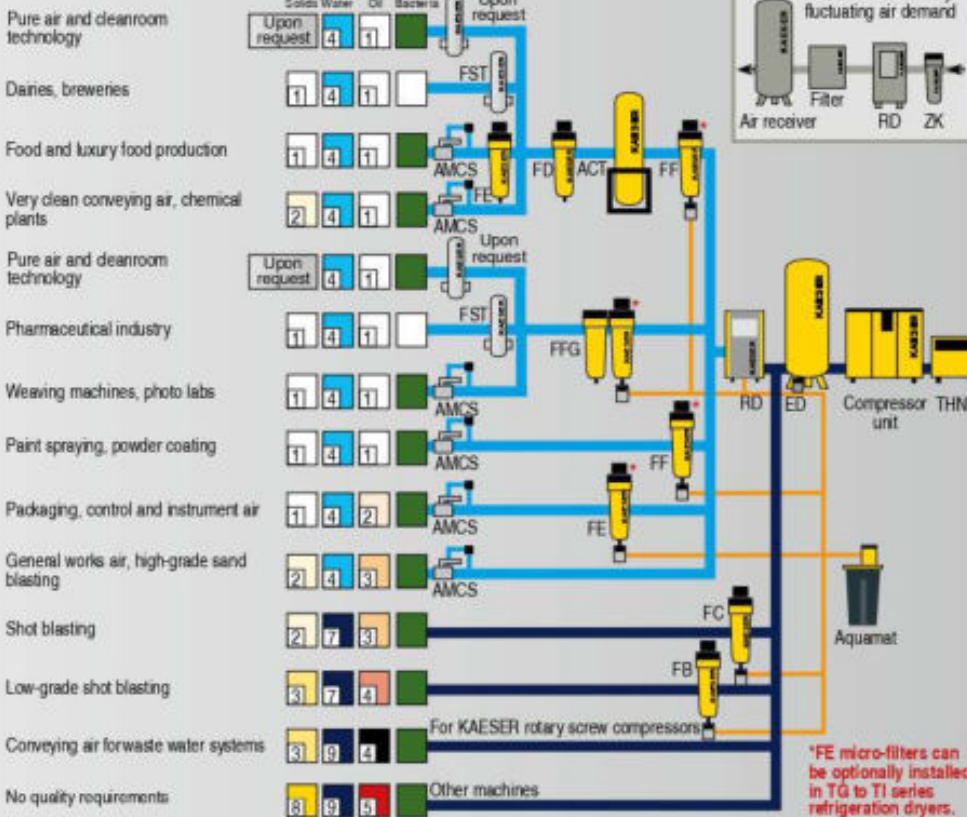 Solids Water Oil Bacteria
Upon
request
Pure air and cleanroom
technology
Upon
request
4
1
KAESER
fluctuating air demand
KAESER
Filter
Air receiver
RD
ZK
Dairies, breweries
1
4
1
FST
Food and luxury food production
1
4
1
AMCS
FE
FD
ACT
KAESER
FF
*
Very clean conveying air, chemical
plants
2
4
1
AMCS
Pure air and cleanroom
technology
Upon
request
4
1
KAESER
Upon
request
Pharmaceutical industry
1
4
1
FST
KAESER
FFG
*
KAESER
KAESER
Weaving machines, photo labs
1
4
1
AMCS
RD
ED
Compressor
unit
THN
Paint spraying, powder coating
1
4
1
AMCS
FF
*
Packaging, control and instrument air
1
4
2
AMCS
FE
*
General works air, high-grade sand
blasting
2
4
3
AMCS
Aquamat
Shot blasting
2
7
3
FC
Low-grade shot blasting
3
7
4
FB
Conveying air for waste water systems
3
9
4
For KAESER rotary screw compressors
No quality requirements
8
9
5
Other machines
*FE micro-filters can
be optionally installed
in TG to TI series
refrigeration dryers.